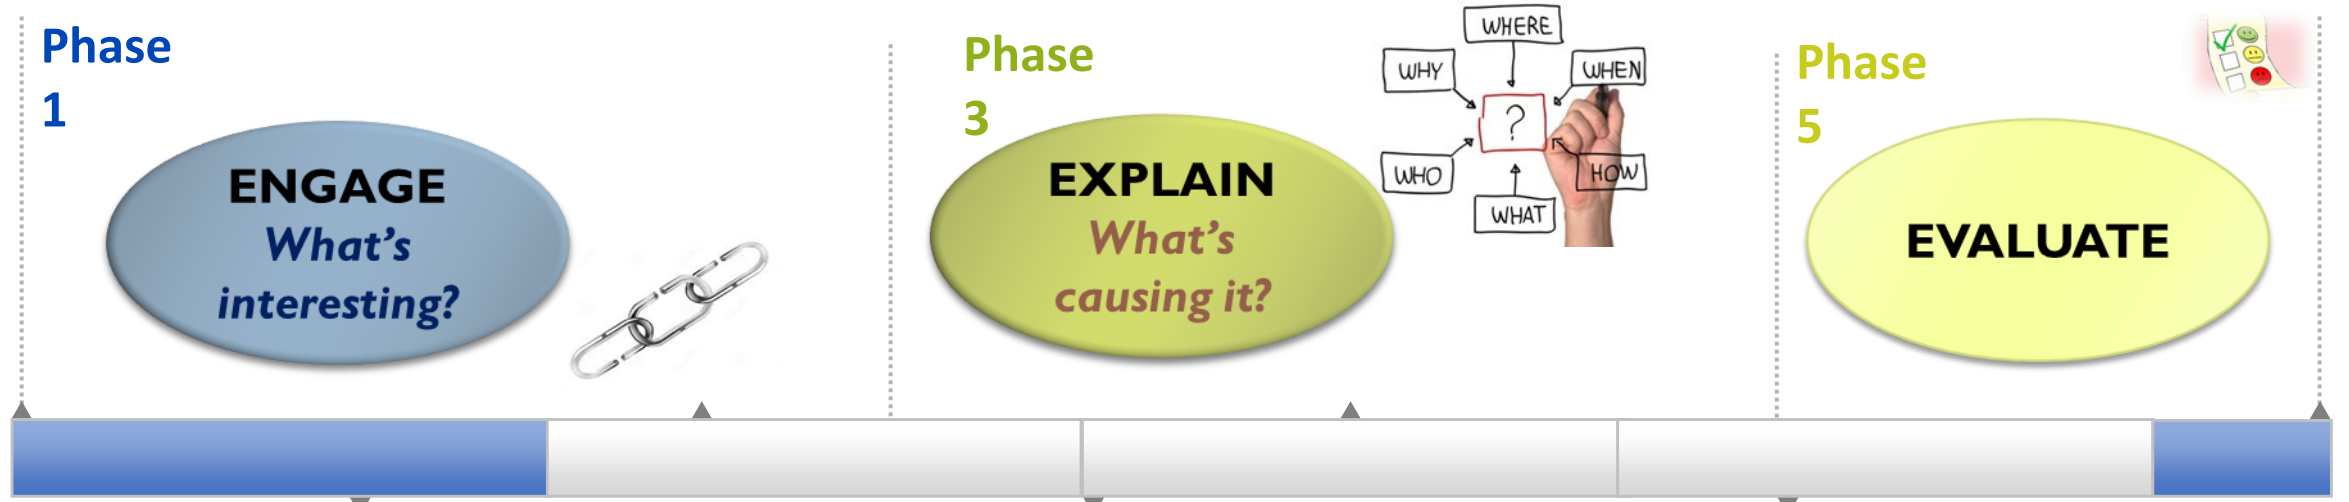 Phase
1
ENGAGE
What's
interesting?
Phase
3
EXPLAIN
What's
causing it?
WHERE
WHY
WHEN
?
WHO
HOW
WHAT
Phase
5
EVALUATE